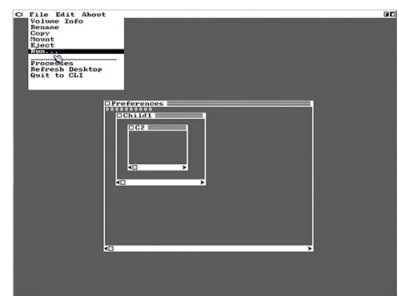 File Edit About
Volume Info
Rename
Copy
Mount
Eject
Run...
Processes
Refresh Desktop
Quit to CLI
Preferences
Child1
C2